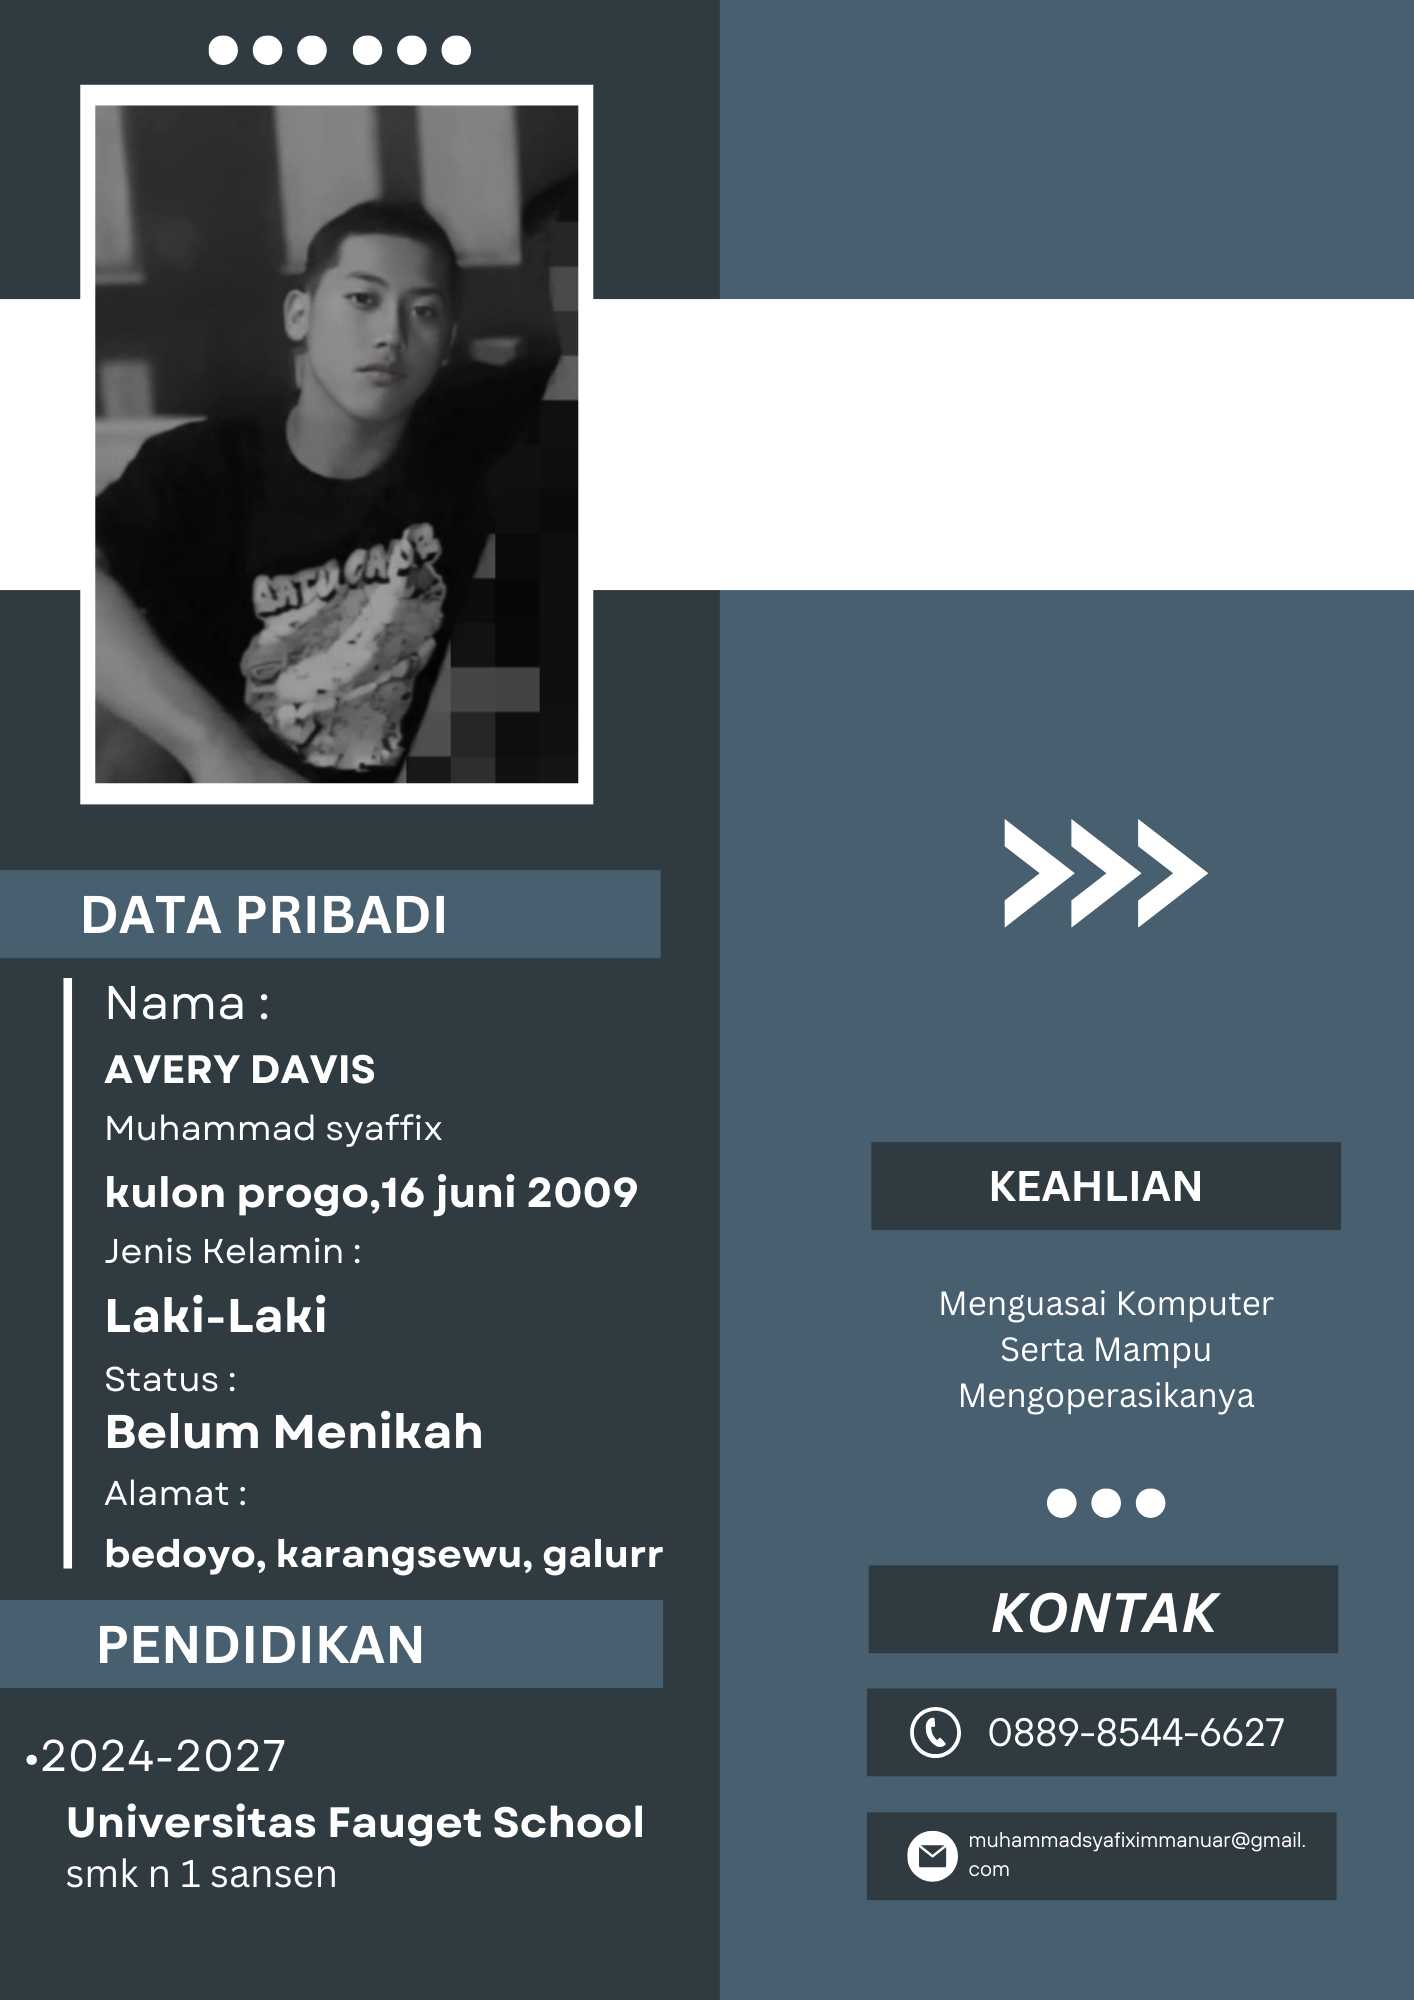 SATU CAPR
DATA PRIBADI
Nama :
AVERY DAVIS
Muhammad syaffix
kulon progo,16 juni 2009
Jenis Kelamin :
Laki-Laki
Status :
Belum Menikah
Alamat :
bedoyo, karangsewu, galurr
PENDIDIKAN
•2024-2027
Universitas Fauget School
smk n 1 sansen
KEAHLIAN
Menguasai Komputer
Serta Mampu
Mengoperasikanya
KONTAK
0889-8544-6627
muhammadsyafiximmanuar@gmail.
com